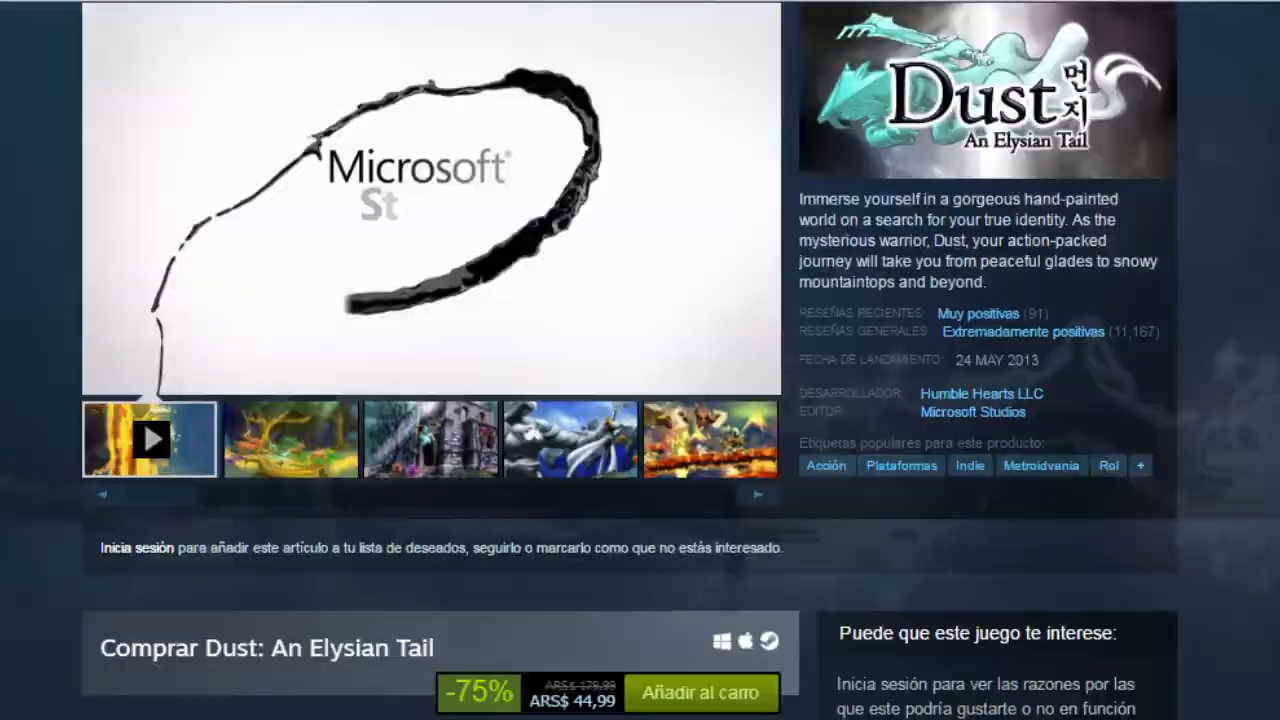 Microsoft®
St
Dust
먼지
An Elysian Tail
Immerse yourself in a gorgeous hand-painted
world on a search for your true identity. As the
mysterious warrior, Dust, your action-packed
journey will take you from peaceful glades to snowy
mountaintops and beyond.
RESEÑAS RECIENTES: Muy positivas (91)
RESEÑAS GENERALES: Extremadamente positivas (11,167)
FECHA DE LANZAMIENTO: 24 MAY 2013
DESARROLLADOR: Humble Hearts LLC
EDITOR: Microsoft Studios
Etiquetas populares para este producto:
Acción Plataformas Indie Metroidvania Rol +
Inicia sesión para añadir este artículo a tu lista de deseados, seguirlo o marcarlo como que no estás interesado.
Comprar Dust: An Elysian Tail
-75% ARS$ 179,99 ARS$ 44,99 Añadir al carro
Puede que este juego te interese:
Inicia sesión para ver las razones por las
que este podría gustarte o no en función